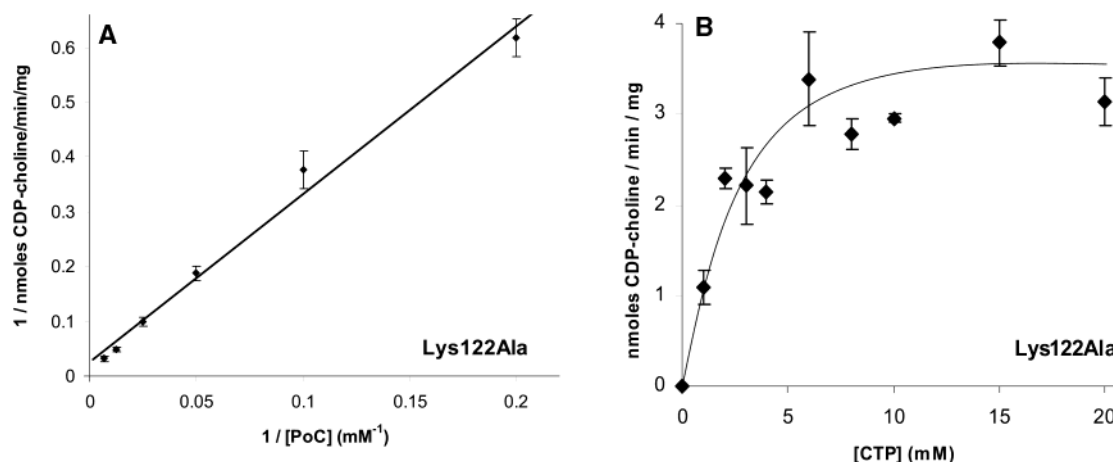 A
1 / nmoles CDP-choline/min/mg
0.6
0.5
0.4
0.3
0.2
0.1
0
0 0.05 0.1 0.15 0.2
Lys122Ala
1 / [PoC] (mM-1)
B
nmoles CDP-choline / min / mg
4
3
2
1
0
0 5 10 15 20
Lys122Ala
[CTP] (mM)